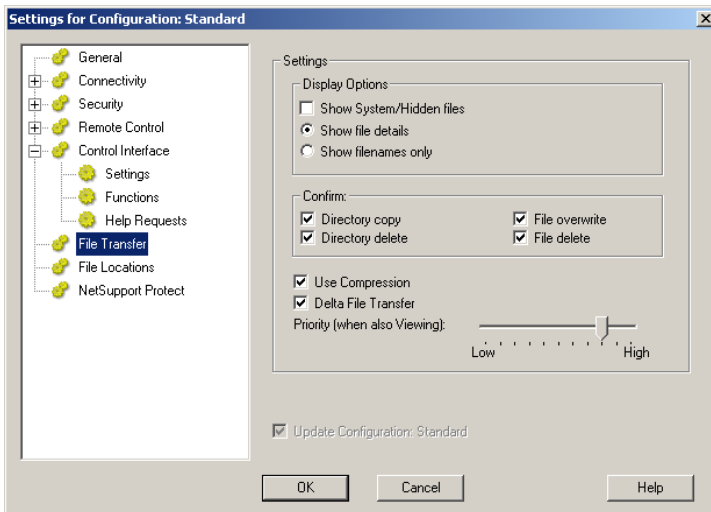 Settings for Configuration: Standard
General
Connectivity
Security
Remote Control
Control Interface
Settings
Functions
Help Requests
File Transfer
File Locations
NetSupport Protect
Settings
Display Options
Show System/Hidden files
Show file details
Show filenames only
Confirm:
Directory copy
File overwrite
Directory delete
File delete
Use Compression
Delta File Transfer
Priority (when also Viewing):
Low
High
Update Configuration: Standard
OK
Cancel
Help